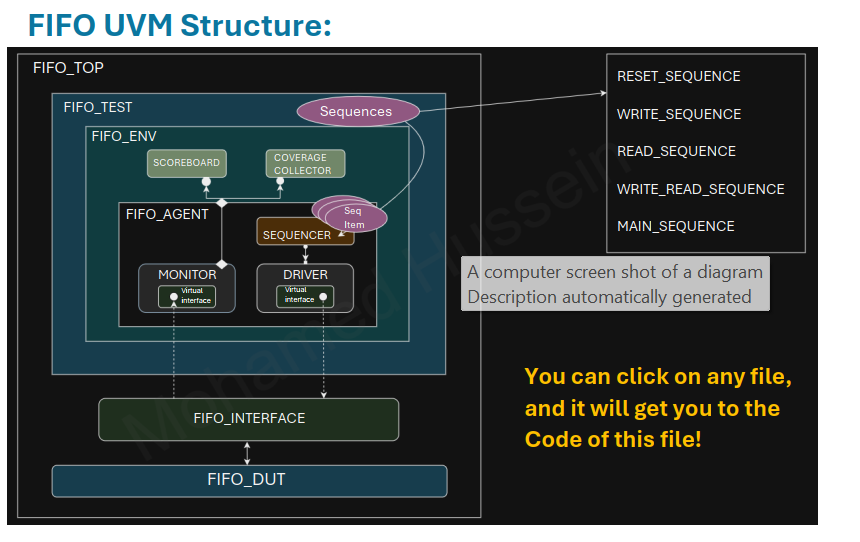 FIFO UVM Structure:
FIFO_TOP
FIFO_TEST
Sequences
FIFO_ENV
SCOREBOARD
COVERAGE
COLLECTOR
FIFO_AGENT
Seq
Item
SEQUENCER
MONITOR
Virtual
interface
DRIVER
Virtual
interface
FIFO_INTERFACE
FIFO_DUT
RESET_SEQUENCE
WRITE_SEQUENCE
READ_SEQUENCE
WRITE_READ_SEQUENCE
MAIN_SEQUENCE
A computer screen shot of a diagram
Description automatically generated
You can click on any file,
and it will get you to the
Code of this file!
Mohamed Hussein